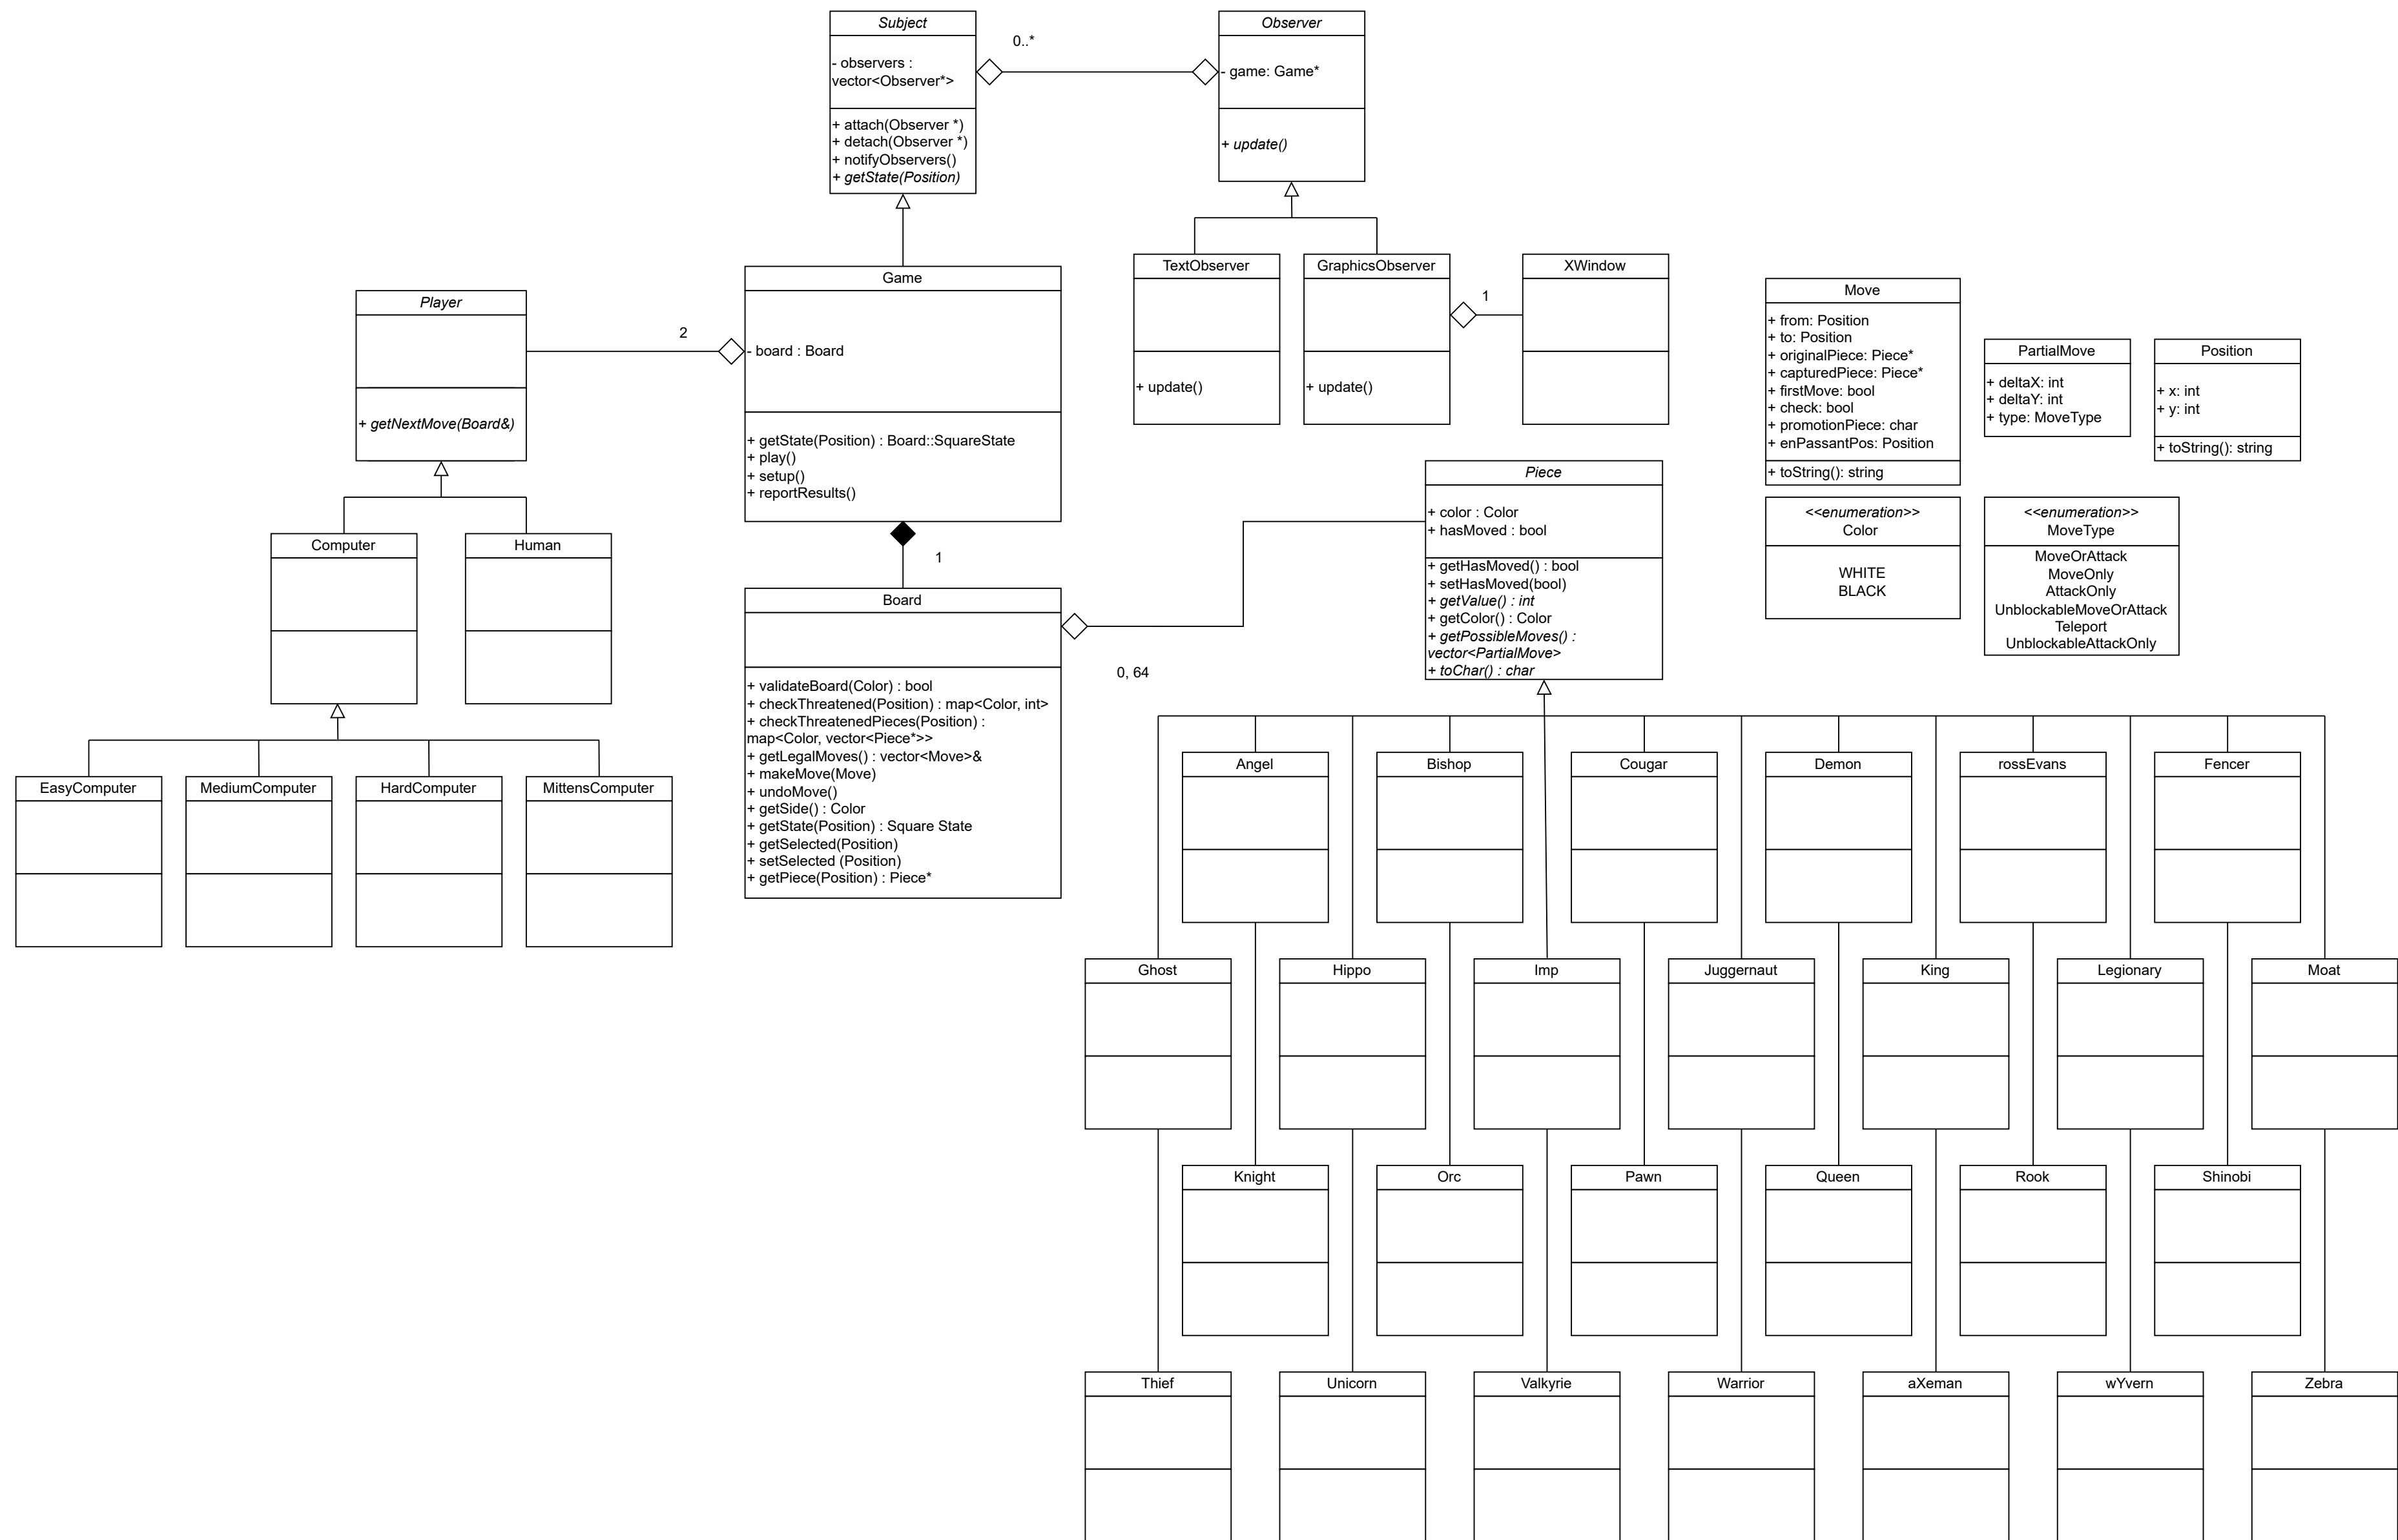 Subject
- observers :
vector<Observer*>
+ attach(Observer *)
+ detach(Observer *)
+ notifyObservers()
+ getState(Position)
0..*
Observer
- game: Game*
+ update()
TextObserver
+ update()
GraphicsObserver
+ update()
1
XWindow
Player
+ getNextMove(Board&)
2
Game
- board : Board
+ getState(Position) : Board::SquareState
+ play()
+ setup()
+ reportResults()
1
Move
+ from: Position
+ to: Position
+ originalPiece: Piece*
+ capturedPiece: Piece*
+ firstMove: bool
+ check: bool
+ promotionPiece: char
+ enPassantPos: Position
+ toString(): string
PartialMove
+ deltaX: int
+ deltaY: int
+ type: MoveType
Position
+ x: int
+ y: int
+ toString(): string
<<enumeration>>
Color
WHITE
BLACK
<<enumeration>>
MoveType
MoveOrAttack
MoveOnly
AttackOnly
UnblockableMoveOrAttack
Teleport
UnblockableAttackOnly
Piece
+ color : Color
+ hasMoved : bool
+ getHasMoved() : bool
+ setHasMoved(bool)
+ getValue() : int
+ getColor() : Color
+ getPossibleMoves() :
vector<PartialMove>
+ toChar() : char
Computer
Human
Board
+ validateBoard(Color) : bool
+ checkThreatened(Position) : map<Color, int>
+ checkThreatenedPieces(Position) :
map<Color, vector<Piece*>>
+ getLegalMoves() : vector<Move>&
+ makeMove(Move)
+ undoMove()
+ getSide() : Color
+ getState(Position) : Square State
+ getSelected(Position)
+ setSelected (Position)
+ getPiece(Position) : Piece*
0, 64
EasyComputer
MediumComputer
HardComputer
MittensComputer
Angel
Bishop
Cougar
Demon
rossEvans
Fencer
Ghost
Hippo
Imp
Juggernaut
King
Legionary
Moat
Knight
Orc
Pawn
Queen
Rook
Shinobi
Thief
Unicorn
Valkyrie
Warrior
aXeman
wYvern
Zebra